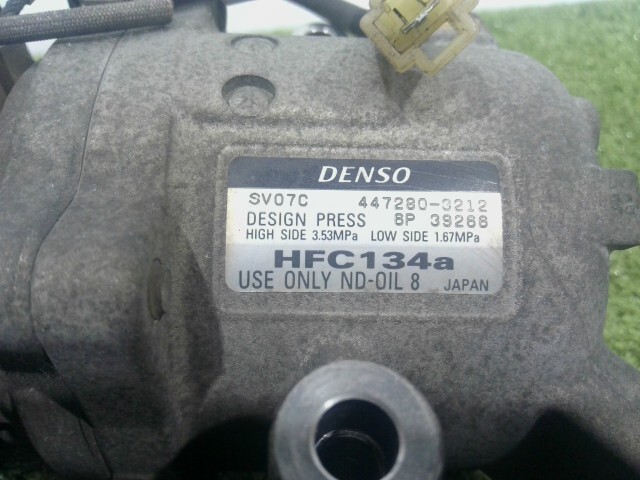 DENSO
SV07C 447280-3212
DESIGN PRESS 8P 39268
HIGH SIDE 3.53MPa LOW SIDE 1.67MPa
HFC134a
USE ONLY ND-OIL 8 JAPAN